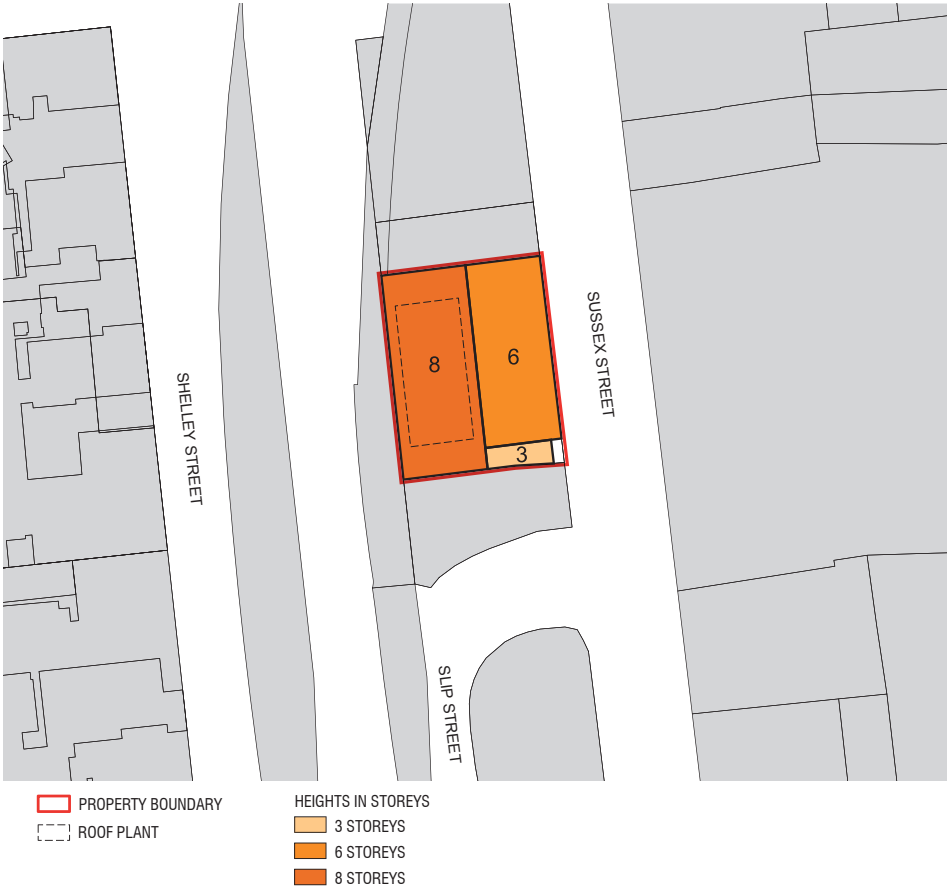 8
6
3
SUSSEX STREET
SHELLEY STREET
SLIP STREET
PROPERTY BOUNDARY
ROOF PLANT
HEIGHTS IN STOREYS
3 STOREYS
6 STOREYS
8 STOREYS